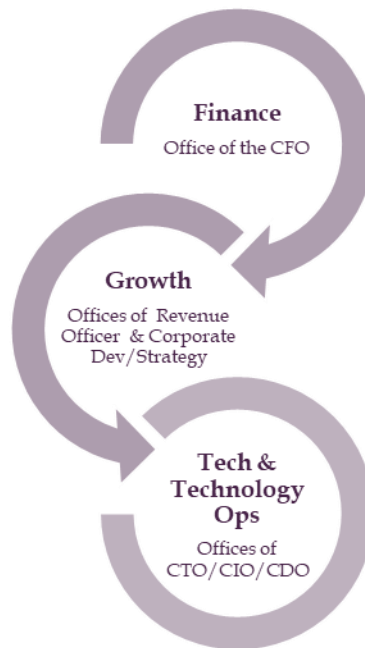 Finance
Office of the CFO
Growth
Offices of Revenue
Officer & Corporate
Dev/Strategy
Tech &
Technology
Ops
Offices of
CTO/CIO/CDO